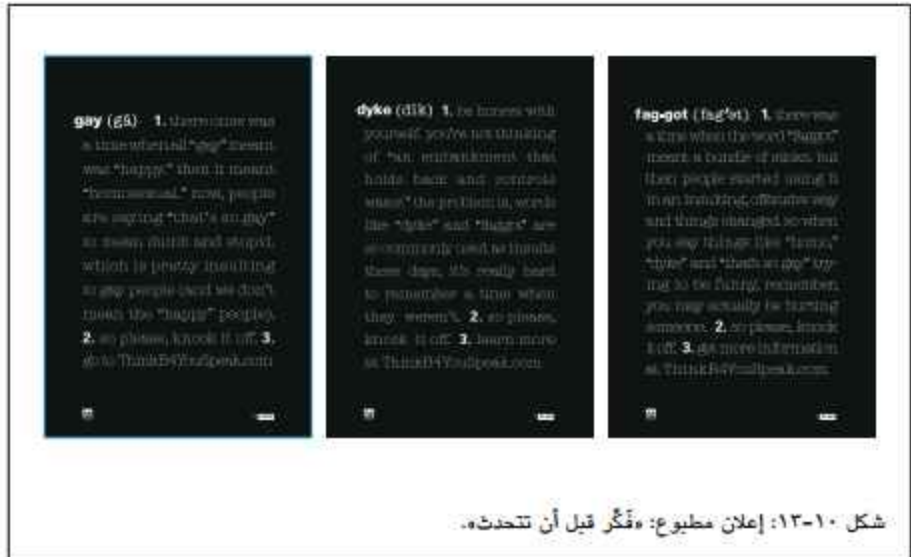 gay (gā) 1. there once was
a time when all "gay" meant
was "happy." then it meant
"homosexual." now, people
are saying "that's so gay"
to mean dumb and stupid.
which is pretty insulting
to gay people (and we don't
mean the "happy" people).
2. so please, knock it off. 3.
go to ThinkB4YouSpeak.com
dyke (dīk) 1. be honest with
yourself. you're not thinking
of "an embankment that
holds back and controls
water." the problem is, words
like "dyke" and "faggot" are
so commonly used as insults
these days, it's really hard
to remember a time when
they weren't. 2. so please,
knock it off. 3. learn more
at ThinkB4YouSpeak.com
fag•got (fag'ət) 1. there was
a time when the word "faggot"
meant a bundle of sticks. but
then people started using it
in an insulting, offensive way
and things changed. so when
you say things like "homo,"
"dyke" and "that's so gay" try-
ing to be funny, remember,
you may actually be hurting
someone. 2. so please, knock
it off. 3. get more information
at ThinkB4YouSpeak.com
شكل ١٠-١٣: إعلان مطبوع: «فَكِّر قبل أن تتحدث».